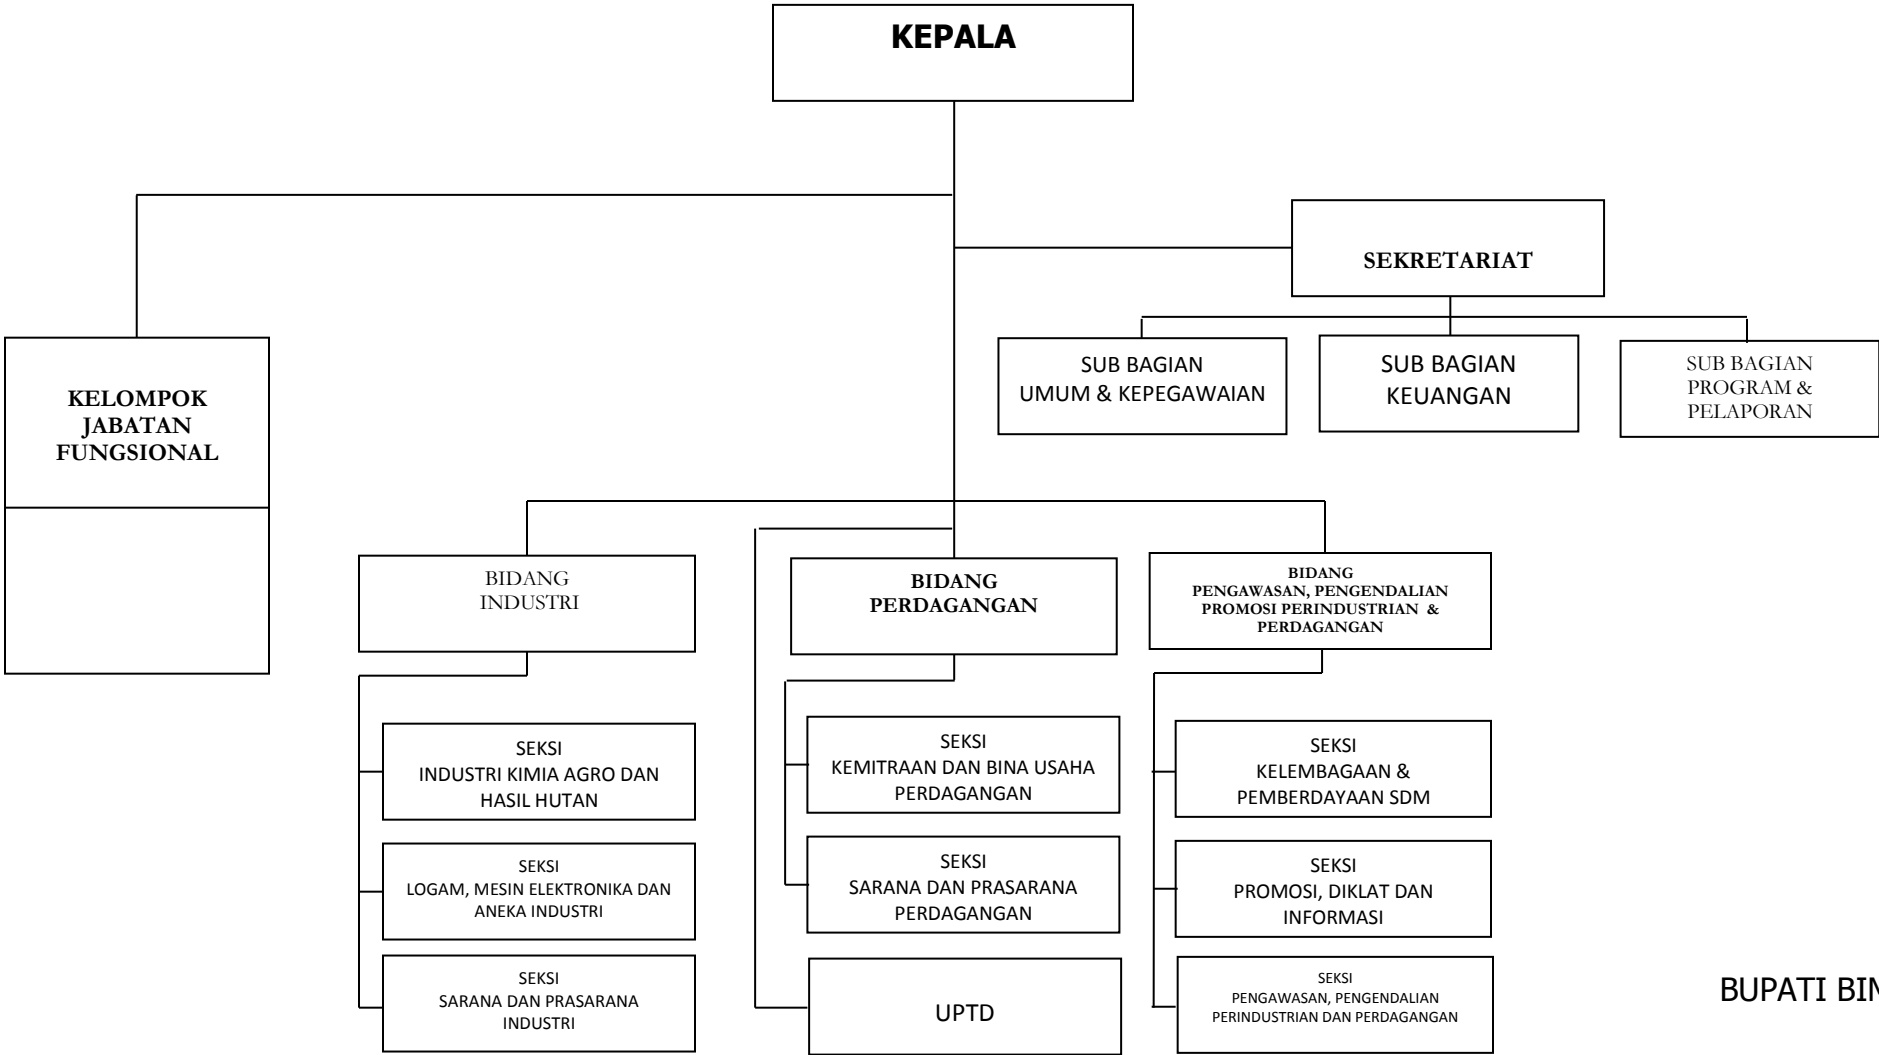 KEPALA
SEKRETARIAT
SUB BAGIAN
UMUM & KEPEGAWAIAN
SUB BAGIAN
KEUANGAN
SUB BAGIAN
PROGRAM &
PELAPORAN
KELOMPOK
JABATAN
FUNGSIONAL
BIDANG
INDUSTRI
BIDANG
PERDAGANGAN
BIDANG
PENGAWASAN, PENGENDALIAN
PROMOSI PERINDUSTRIAN &
PERDAGANGAN
SEKSI
INDUSTRI KIMIA AGRO DAN
HASIL HUTAN
SEKSI
KEMITRAAN DAN BINA USAHA
PERDAGANGAN
SEKSI
KELEMBAGAAN &
PEMBERDAYAAN SDM
SEKSI
LOGAM, MESIN ELEKTRONIKA DAN
ANEKA INDUSTRI
SEKSI
SARANA DAN PRASARANA
PERDAGANGAN
SEKSI
PROMOSI, DIKLAT DAN
INFORMASI
SEKSI
SARANA DAN PRASARANA
INDUSTRI
UPTD
SEKSI
PENGAWASAN, PENGENDALIAN
PERINDUSTRIAN DAN PERDAGANGAN
BUPATI